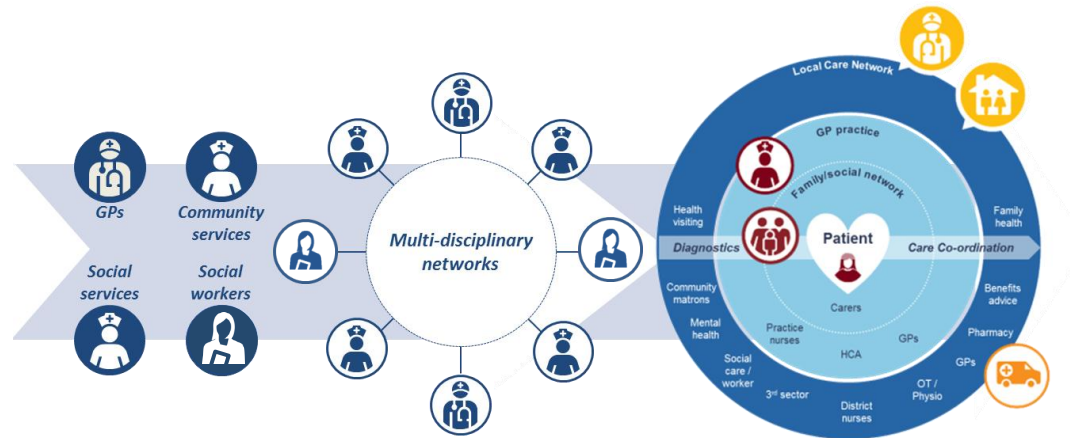 GPs
Community
services
Social
services
Social
workers
Multi-disciplinary
networks
Local Care Network
GP practice
Family/social network
Patient
Diagnostics
Care Co-ordination
Health
visiting
Family
health
Community
matrons
Mental
health
Social
care /
worker
3rd sector
District
nurses
OT /
Physio
GPs
Pharmacy
Benefits
advice
Carers
Practice
nurses
HCA
GPs